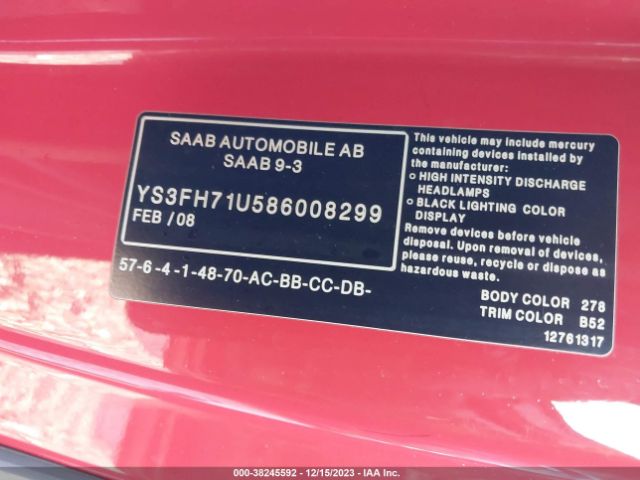 SAAB AUTOMOBILE AB
SAAB 9-3
YS3FH71U586008299
FEB / 08
57-6-4-1-48-70-AC-BB-CC-DB-
This vehicle may include mercury
containing devices installed by
the manufacturer:
○ HIGH INTENSITY DISCHARGE
HEADLAMPS
○ BLACK LIGHTING COLOR
DISPLAY
Remove devices before vehicle
disposal. Upon removal of devices,
please reuse, recycle or dispose as
hazardous waste.
BODY COLOR 278
TRIM COLOR B52
12761317
000-38245592 - 12/15/2023 - IAA Inc.